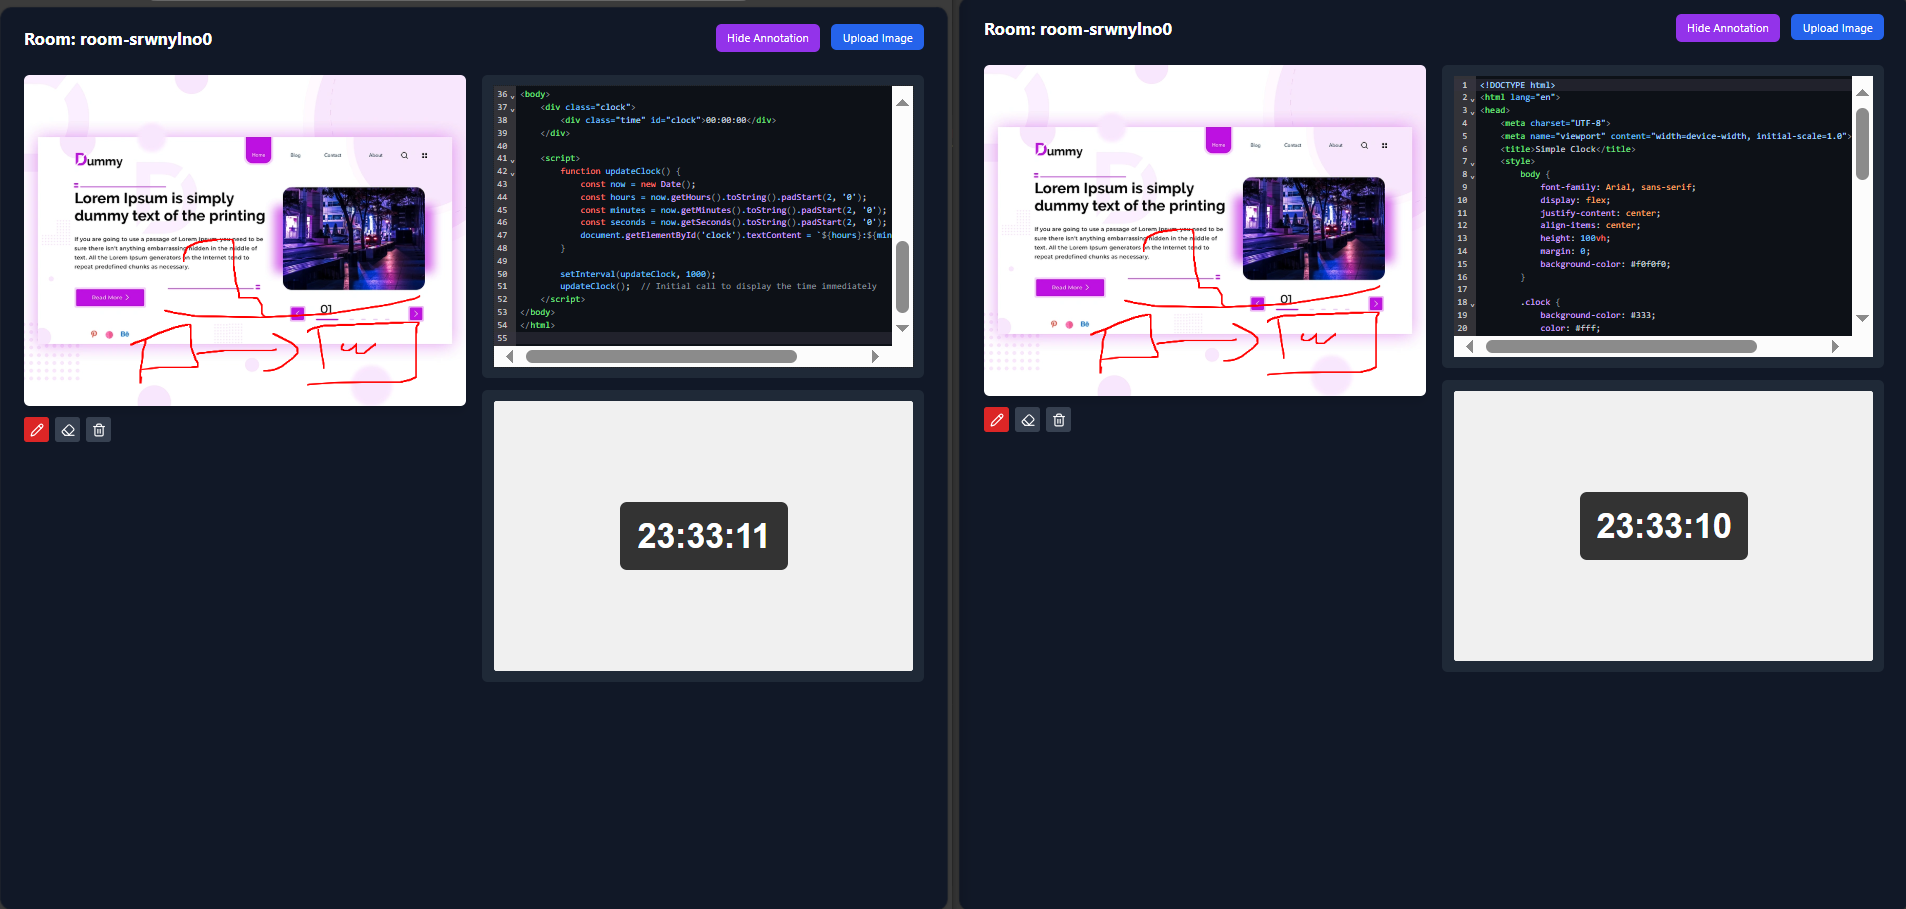 Room: room-srwnylno0
Hide Annotation
Upload Image
Dummy
Home
Blog
Contact
About
Lorem Ipsum is simply
dummy text of the printing
If you are going to use a passage of Lorem Ipsum, you need to be
sure there isn't anything embarrassing hidden in the middle of
text. All the Lorem Ipsum generators on the Internet tend to
repeat predefined chunks as necessary.
Read More
01
Bē
36 <body>
37 <div class="clock">
38 <div class="time" id="clock">00:00:00</div>
39 </div>
40
41 <script>
42 function updateClock() {
43 const now = new Date();
44 const hours = now.getHours().toString().padStart(2, '0');
45 const minutes = now.getMinutes().toString().padStart(2, '0');
46 const seconds = now.getSeconds().toString().padStart(2, '0');
47 document.getElementById('clock').textContent = `${hours}:${min
48 }
49
50 setInterval(updateClock, 1000);
51 updateClock();  // Initial call to display the time immediately
52 </script>
53 </body>
54 </html>
55
23:33:11
Room: room-srwnylno0
Hide Annotation
Upload Image
Dummy
Home
Blog
Contact
About
Lorem Ipsum is simply
dummy text of the printing
If you are going to use a passage of Lorem Ipsum, you need to be
sure there isn't anything embarrassing hidden in the middle of
text. All the Lorem Ipsum generators on the Internet tend to
repeat predefined chunks as necessary.
Read More
01
Bē
1 <!DOCTYPE html>
2 <html lang="en">
3 <head>
4 <meta charset="UTF-8">
5 <meta name="viewport" content="width=device-width, initial-scale=1.0">
6 <title>Simple Clock</title>
7 <style>
8 body {
9 font-family: Arial, sans-serif;
10 display: flex;
11 justify-content: center;
12 align-items: center;
13 height: 100vh;
14 margin: 0;
15 background-color: #f0f0f0;
16 }
17
18 .clock {
19 background-color: #333;
20 color: #fff;
23:33:10